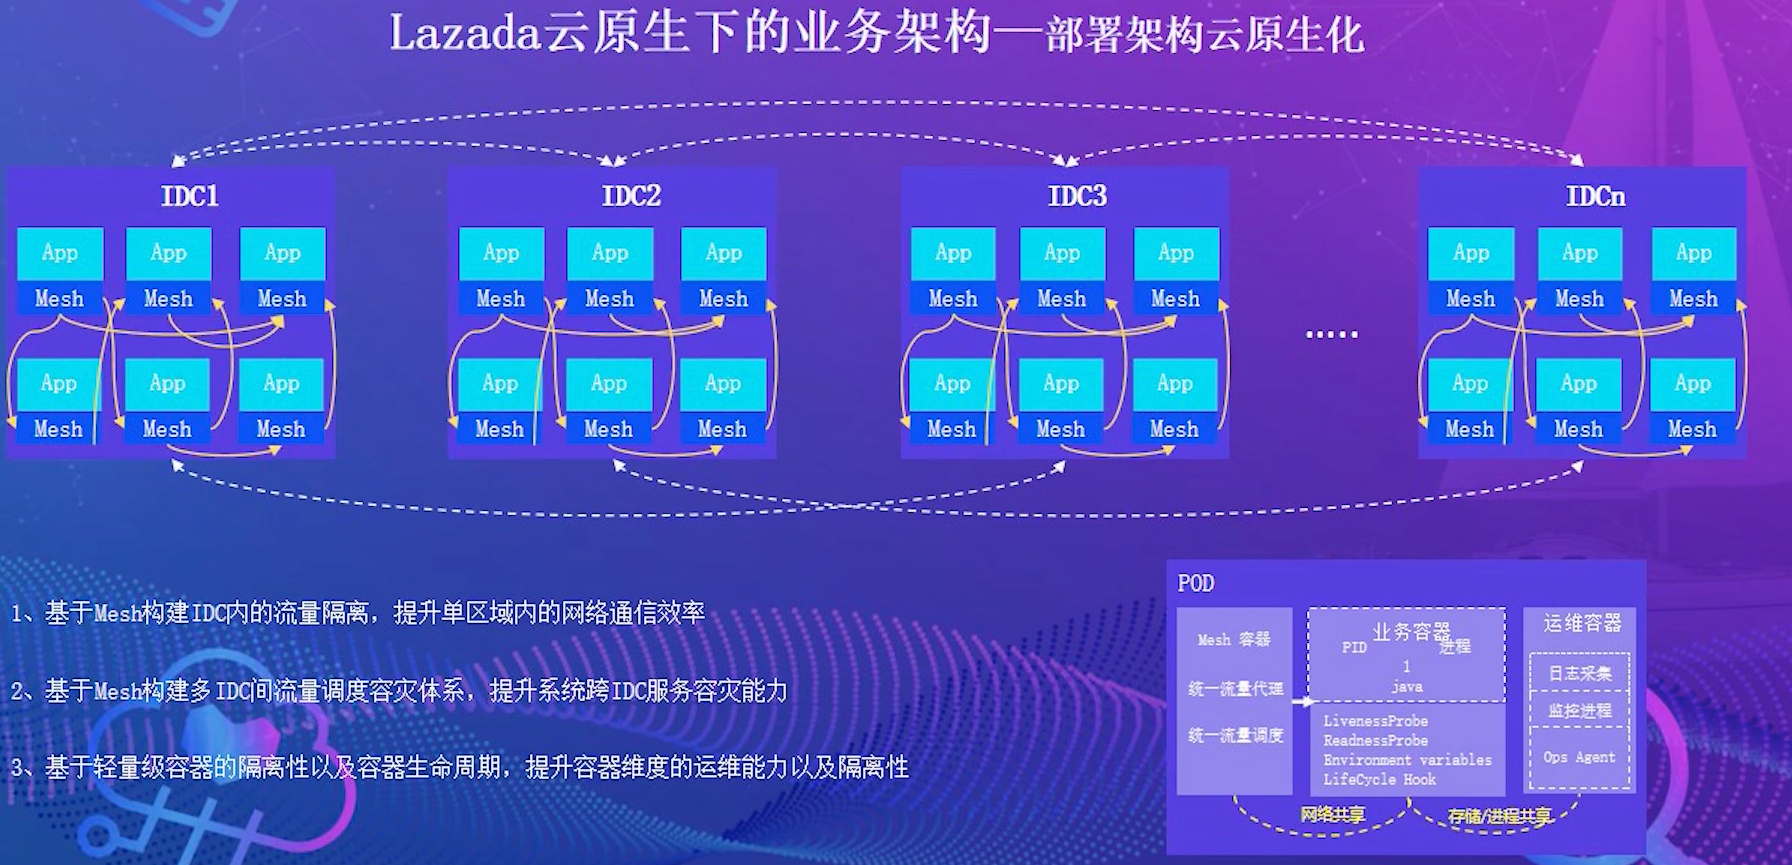 Lazada云原生下的业务架构—部署架构云原生化
IDC1
IDC2
IDC3
IDCn
App App App
App App App
App App App
App App App
Mesh Mesh Mesh
Mesh Mesh Mesh
Mesh Mesh Mesh
Mesh Mesh Mesh
.....
App App App
App App App
App App App
App App App
Mesh Mesh Mesh
Mesh Mesh Mesh
Mesh Mesh Mesh
Mesh Mesh Mesh
1、基于Mesh构建IDC内的流量隔离，提升单区域内的网络通信效率
2、基于Mesh构建多IDC间流量调度容灾体系，提升系统跨IDC服务容灾能力
3、基于轻量级容器的隔离性以及容器生命周期，提升容器维度的运维能力以及隔离性
POD
Mesh 容器
统一流量代理
统一流量调度
业务容器
PID 进程
1
java
LivenessProbe
ReadnessProbe
Environment variables
LifeCycle Hook
运维容器
日志采集
监控进程
Ops Agent
网络共享
存储/进程共享